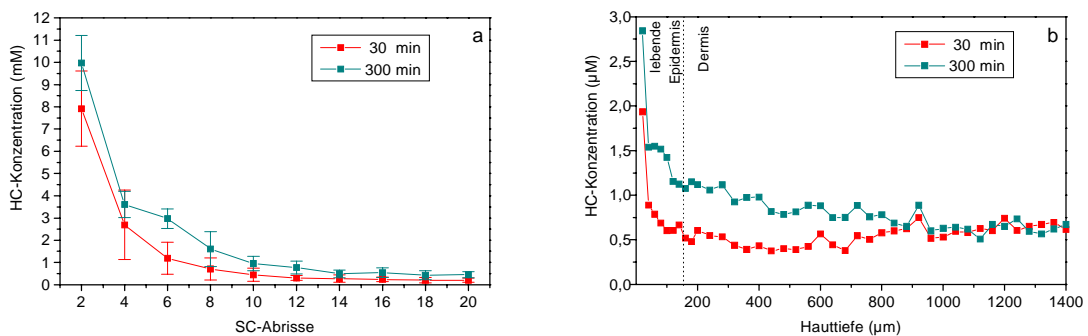 a
30 min
300 min
HC-Konzentration (mM)
12
11
10
9
8
7
6
5
4
3
2
1
0
2 4 6 8 10 12 14 16 18 20
SC-Abrisse
b
lebende
Epidermis
Dermis
30 min
300 min
HC-Konzentration (µM)
3,0
2,5
2,0
1,5
1,0
0,5
0,0
200 400 600 800 1000 1200 1400
Hauttiefe (µm)